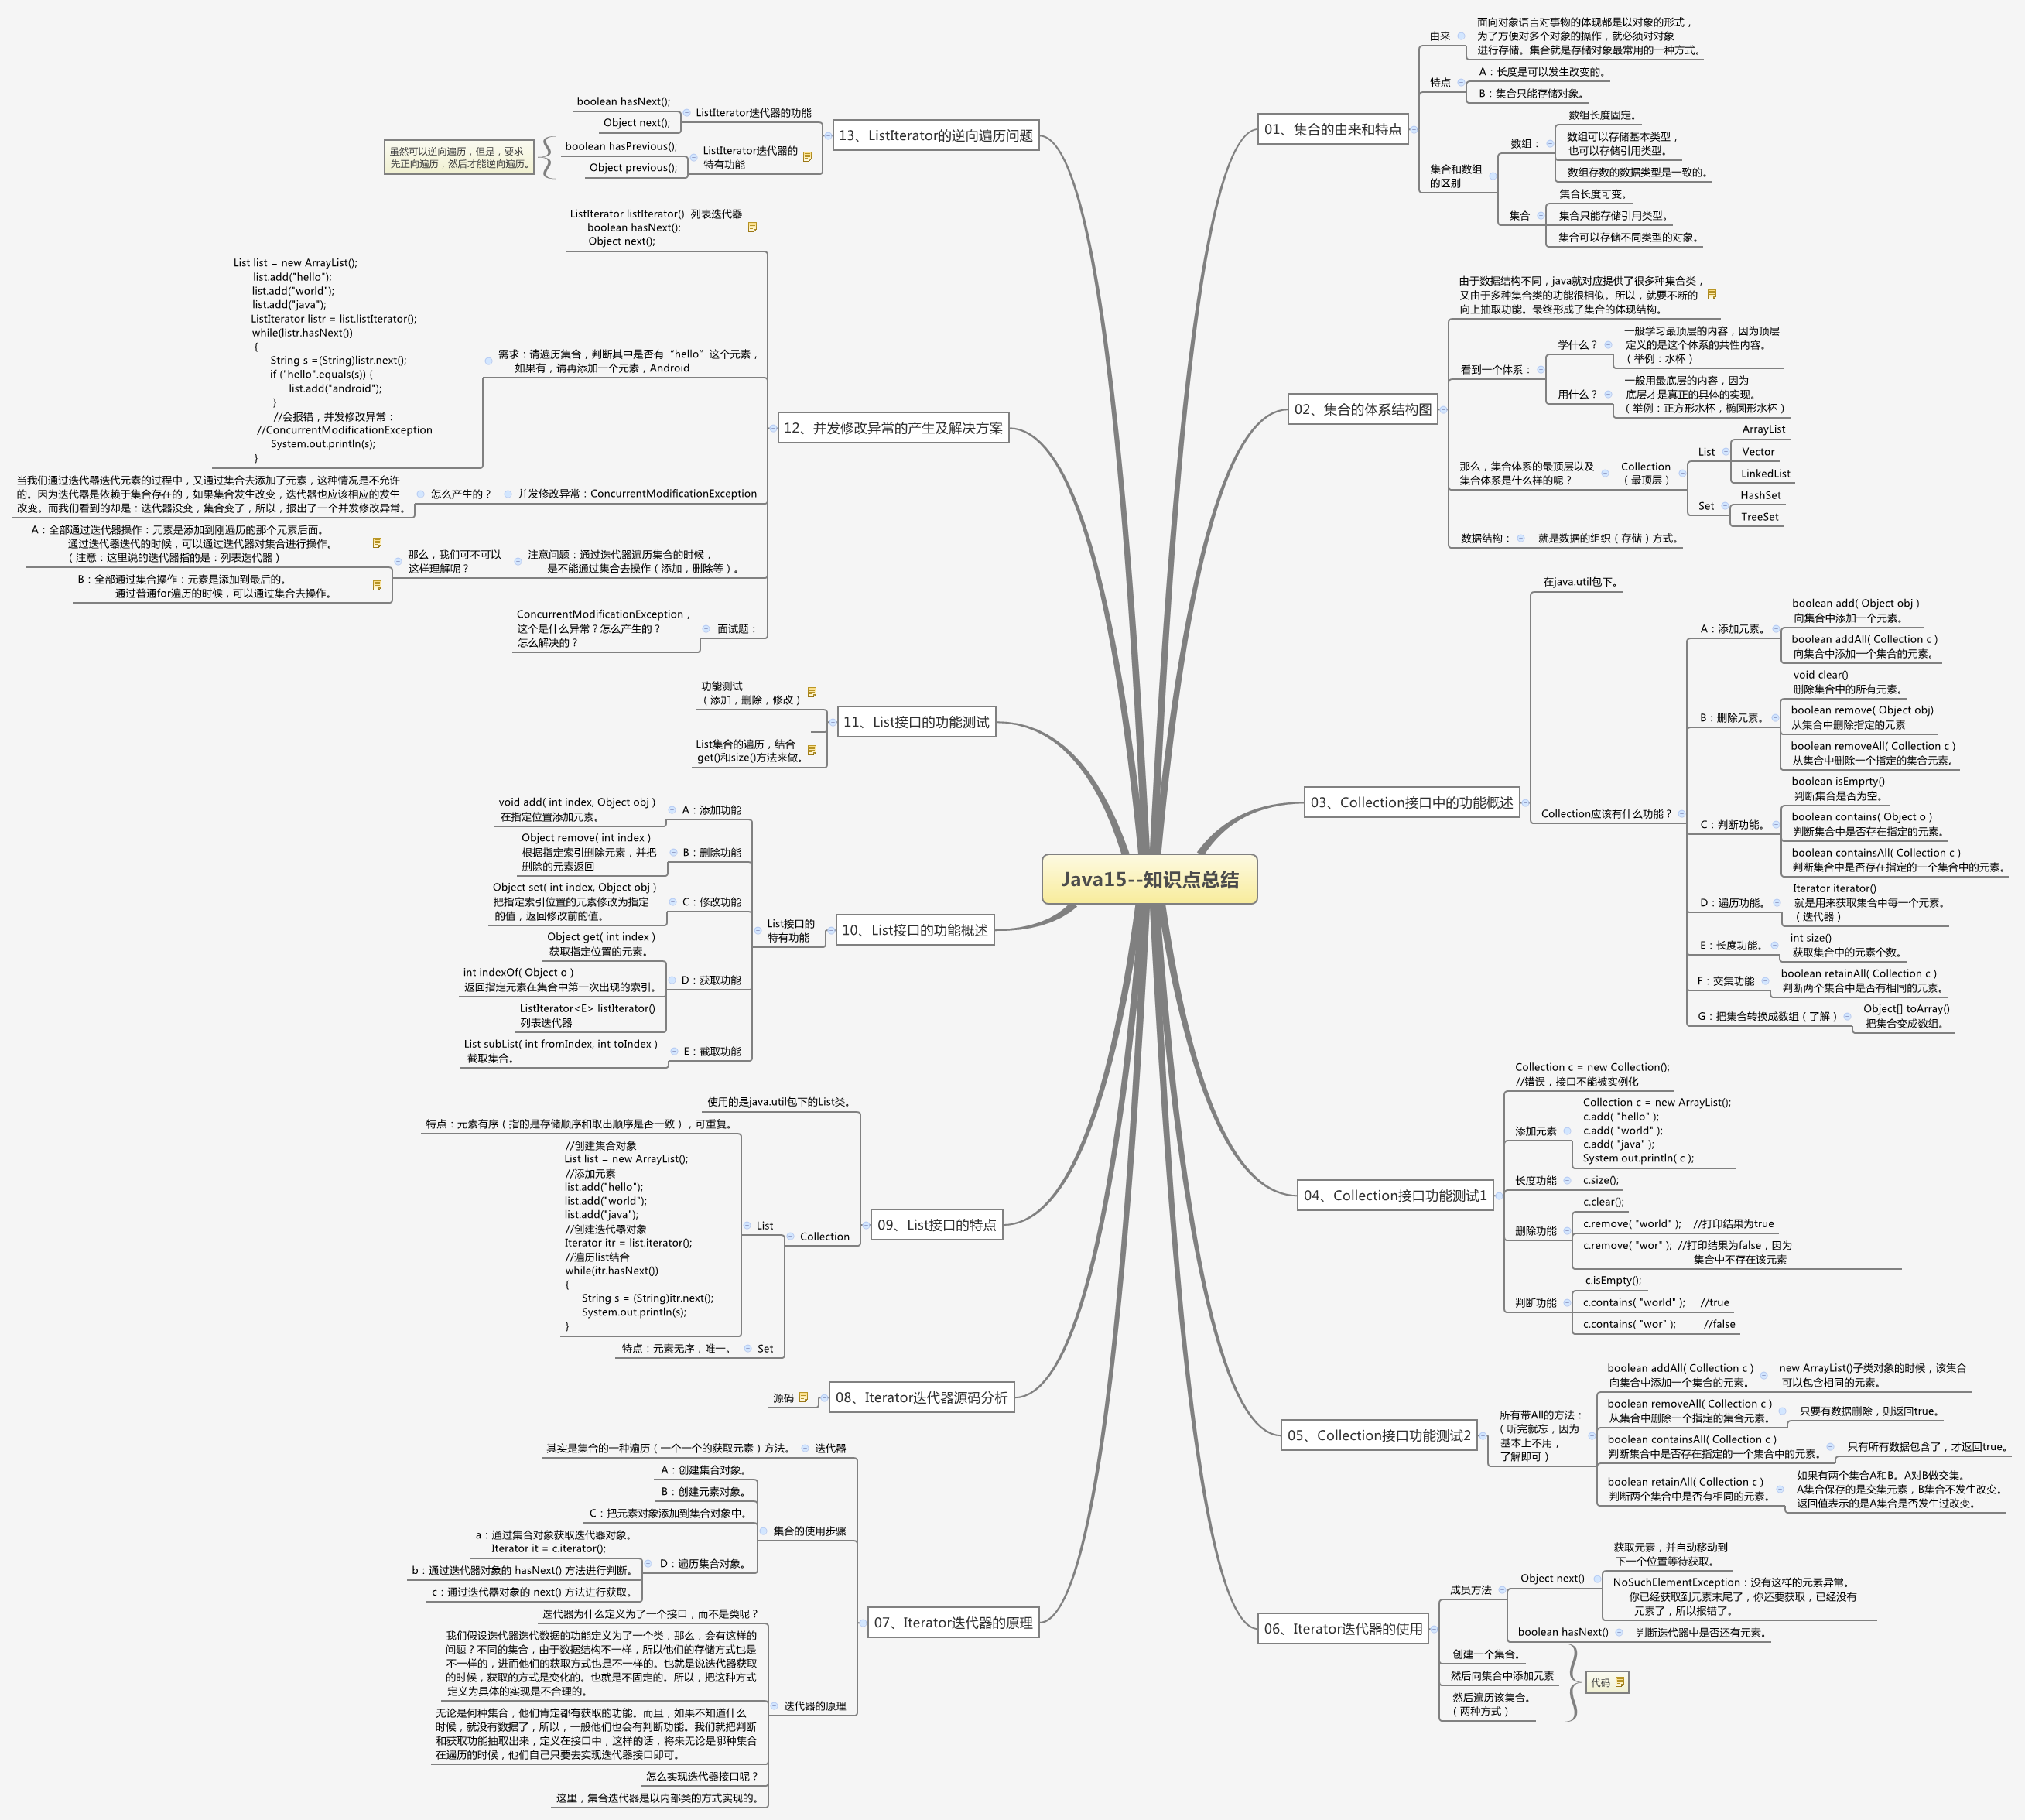 Java15--知识点总结
01、集合的由来和特点
由来
面向对象语言对事物的体现都是以对象的形式，
为了方便对多个对象的操作，就必须对对象
进行存储。集合就是存储对象最常用的一种方式。
特点
A：长度是可以发生改变的。
B：集合只能存储对象。
集合和数组
的区别
数组：
数组长度固定。
数组可以存储基本类型，
也可以存储引用类型。
数组存数的数据类型是一致的。
集合
集合长度可变。
集合只能存储引用类型。
集合可以存储不同类型的对象。
02、集合的体系结构图
由于数据结构不同，java就对应提供了很多种集合类，
又由于多种集合类的功能很相似。所以，就要不断的
向上抽取功能。最终形成了集合的体现结构。
看到一个体系：
学什么？
一般学习最顶层的内容，因为顶层
定义的是这个体系的共性内容。
（举例：水杯）
用什么？
一般用最底层的内容，因为
底层才是真正的具体的实现。
（举例：正方形水杯，椭圆形水杯）
那么，集合体系的最顶层以及
集合体系是什么样的呢？
Collection
（最顶层）
List
ArrayList
Vector
LinkedList
Set
HashSet
TreeSet
数据结构：
就是数据的组织（存储）方式。
03、Collection接口中的功能概述
在java.util包下。
Collection应该有什么功能？
A：添加元素。
boolean add( Object obj )
向集合中添加一个元素。
boolean addAll( Collection c )
向集合中添加一个集合的元素。
B：删除元素。
void clear()
删除集合中的所有元素。
boolean remove( Object obj)
从集合中删除指定的元素
boolean removeAll( Collection c )
从集合中删除一个指定的集合元素。
C：判断功能。
boolean isEmprty()
判断集合是否为空。
boolean contains( Object o )
判断集合中是否存在指定的元素。
boolean containsAll( Collection c )
判断集合中是否存在指定的一个集合中的元素。
D：遍历功能。
Iterator iterator()
就是用来获取集合中每一个元素。
（迭代器）
E：长度功能。
int size()
获取集合中的元素个数。
F：交集功能
boolean retainAll( Collection c )
判断两个集合中是否有相同的元素。
G：把集合转换成数组（了解）
Object[] toArray()
把集合变成数组。
04、Collection接口功能测试1
Collection c = new Collection();
//错误，接口不能被实例化
添加元素
Collection c = new ArrayList();
c.add( "hello" );
c.add( "world" );
c.add( "java" );
System.out.println( c );
长度功能
c.size();
删除功能
c.clear();
c.remove( "world" ); //打印结果为true
c.remove( "wor" ); //打印结果为false，因为
集合中不存在该元素
判断功能
c.isEmpty();
c.contains( "world" ); //true
c.contains( "wor" ); //false
05、Collection接口功能测试2
所有带All的方法：
（听完就忘，因为
基本上不用，
了解即可）
boolean addAll( Collection c )
向集合中添加一个集合的元素。
new ArrayList()子类对象的时候，该集合
可以包含相同的元素。
boolean removeAll( Collection c )
从集合中删除一个指定的集合元素。
只要有数据删除，则返回true。
boolean containsAll( Collection c )
判断集合中是否存在指定的一个集合中的元素。
只有所有数据包含了，才返回true。
boolean retainAll( Collection c )
判断两个集合中是否有相同的元素。
如果有两个集合A和B。A对B做交集。
A集合保存的是交集元素，B集合不发生改变。
返回值表示的是A集合是否发生过改变。
06、Iterator迭代器的使用
成员方法
Object next()
获取元素，并自动移动到
下一个位置等待获取。
NoSuchElementException：没有这样的元素异常。
你已经获取到元素末尾了，你还要获取，已经没有
元素了，所以报错了。
boolean hasNext()
判断迭代器中是否还有元素。
创建一个集合。
然后向集合中添加元素
然后遍历该集合。
（两种方式）
代码
13、ListIterator的逆向遍历问题
ListIterator迭代器的功能
boolean hasNext();
Object next();
ListIterator迭代器的
特有功能
boolean hasPrevious();
Object previous();
虽然可以逆向遍历，但是，要求
先正向遍历，然后才能逆向遍历。
12、并发修改异常的产生及解决方案
ListIterator listIterator() 列表迭代器
boolean hasNext();
Object next();
需求：请遍历集合，判断其中是否有“hello”这个元素，
如果有，请再添加一个元素，Android
List list = new ArrayList();
list.add("hello");
list.add("world");
list.add("java");
ListIterator listr = list.listIterator();
while(listr.hasNext())
{
String s =(String)listr.next();
if ("hello".equals(s)) {
list.add("android");
}
//会报错，并发修改异常：
//ConcurrentModificationException
System.out.println(s);
}
并发修改异常：ConcurrentModificationException
怎么产生的？
当我们通过迭代器迭代元素的过程中，又通过集合去添加了元素，这种情况是不允许
的。因为迭代器是依赖于集合存在的，如果集合发生改变，迭代器也应该相应的发生
改变。而我们看到的却是：迭代器没变，集合变了，所以，报出了一个并发修改异常。
注意问题：通过迭代器遍历集合的时候，
是不能通过集合去操作（添加，删除等）。
那么，我们可不可以
这样理解呢？
A：全部通过迭代器操作：元素是添加到刚遍历的那个元素后面。
通过迭代器迭代的时候，可以通过迭代器对集合进行操作。
（注意：这里说的迭代器指的是：列表迭代器）
B：全部通过集合操作：元素是添加到最后的。
通过普通for遍历的时候，可以通过集合去操作。
面试题：
ConcurrentModificationException，
这个是什么异常？怎么产生的？
怎么解决的？
11、List接口的功能测试
功能测试
（添加，删除，修改）
List集合的遍历，结合
get()和size()方法来做。
10、List接口的功能概述
List接口的
特有功能
A：添加功能
void add( int index, Object obj )
在指定位置添加元素。
B：删除功能
Object remove( int index )
根据指定索引删除元素，并把
删除的元素返回
C：修改功能
Object set( int index, Object obj )
把指定索引位置的元素修改为指定
的值，返回修改前的值。
D：获取功能
Object get( int index )
获取指定位置的元素。
int indexOf( Object o )
返回指定元素在集合中第一次出现的索引。
ListIterator<E> listIterator()
列表迭代器
E：截取功能
List subList( int fromIndex, int toIndex )
截取集合。
09、List接口的特点
使用的是java.util包下的List类。
Collection
List
特点：元素有序（指的是存储顺序和取出顺序是否一致），可重复。
//创建集合对象
List list = new ArrayList();
//添加元素
list.add("hello");
list.add("world");
list.add("java");
//创建迭代器对象
Iterator itr = list.iterator();
//遍历list结合
while(itr.hasNext())
{
String s = (String)itr.next();
System.out.println(s);
}
Set
特点：元素无序，唯一。
08、Iterator迭代器源码分析
源码
07、Iterator迭代器的原理
迭代器
其实是集合的一种遍历（一个一个的获取元素）方法。
集合的使用步骤
A：创建集合对象。
B：创建元素对象。
C：把元素对象添加到集合对象中。
D：遍历集合对象。
a：通过集合对象获取迭代器对象。
Iterator it = c.iterator();
b：通过迭代器对象的 hasNext() 方法进行判断。
c：通过迭代器对象的 next() 方法进行获取。
迭代器的原理
迭代器为什么定义为了一个接口，而不是类呢？
我们假设迭代器迭代数据的功能定义为了一个类，那么，会有这样的
问题？不同的集合，由于数据结构不一样，所以他们的存储方式也是
不一样的，进而他们的获取方式也是不一样的。也就是说迭代器获取
的时候，获取的方式是变化的。也就是不固定的。所以，把这种方式
定义为具体的实现是不合理的。
无论是何种集合，他们肯定都有获取的功能。而且，如果不知道什么
时候，就没有数据了，所以，一般他们也会有判断功能。我们就把判断
和获取功能抽取出来，定义在接口中，这样的话，将来无论是哪种集合
在遍历的时候，他们自己只要去实现迭代器接口即可。
怎么实现迭代器接口呢？
这里，集合迭代器是以内部类的方式实现的。